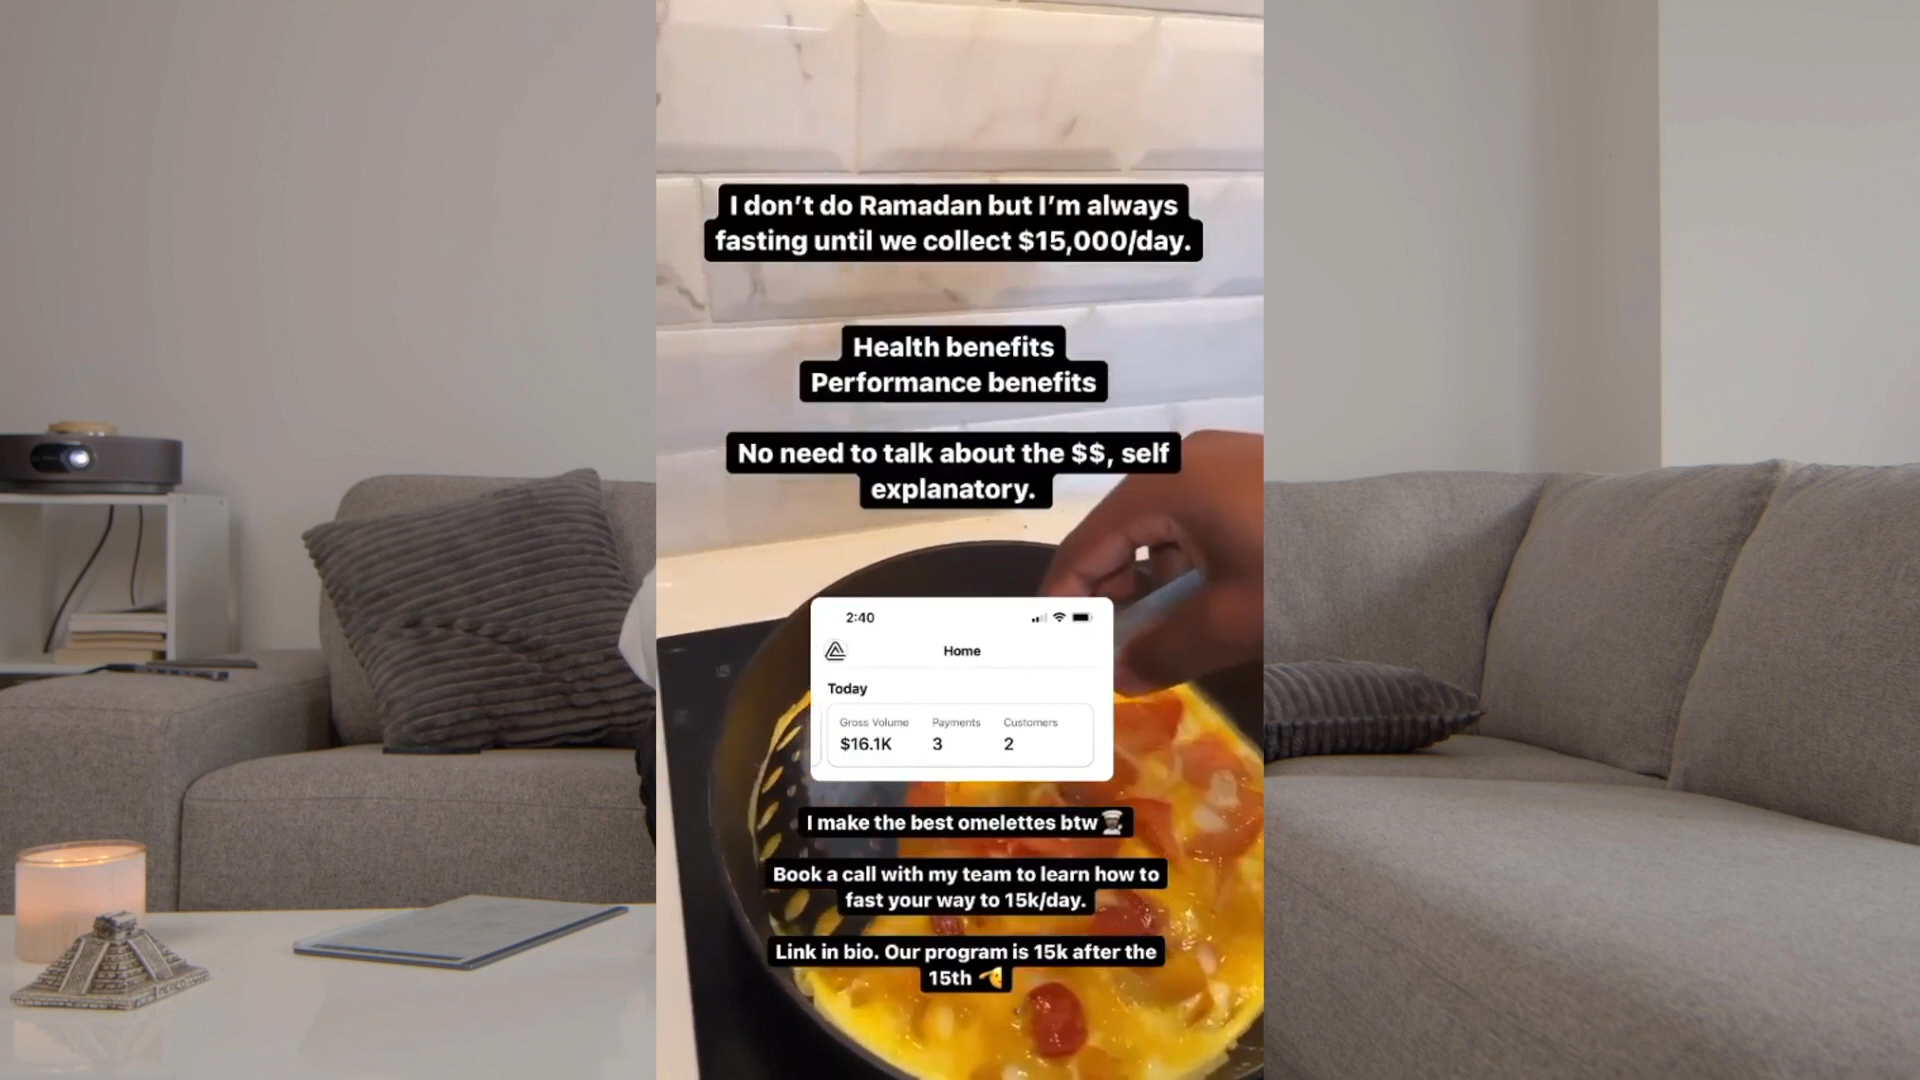 I don't do Ramadan but I'm always
fasting until we collect $15,000/day.
Health benefits
Performance benefits
No need to talk about the $$, self
explanatory.
2:40
Home
Today
Gross Volume Payments Customers
$16.1K 3 2
I make the best omelettes btw 👨🏿‍🍳
Book a call with my team to learn how to
fast your way to 15k/day.
Link in bio. Our program is 15k after the
15th 🫡